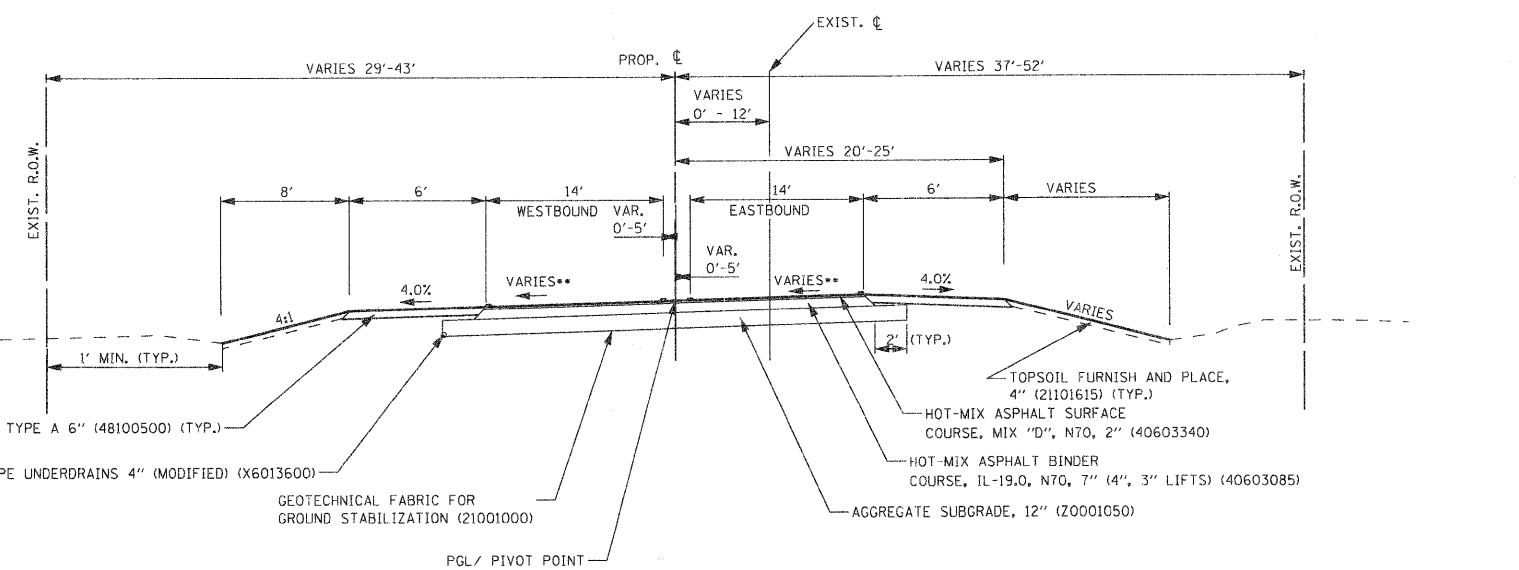 EXIST. ℄
PROP. ℄
VARIES 29'-43'
VARIES 37'-52'
VARIES
0' - 12'
VARIES 20'-25'
EXIST. R.O.W.
EXIST. R.O.W.
8'
6'
14'
14'
6'
VARIES
WESTBOUND
VAR.
0'-5'
EASTBOUND
VAR.
0'-5'
4.0%
VARIES**
VARIES**
4.0%
4:1
VARIES
1' MIN. (TYP.)
2' (TYP.)
TOPSOIL FURNISH AND PLACE,
4" (21101615) (TYP.)
TYPE A 6" (48100500) (TYP.)
HOT-MIX ASPHALT SURFACE
COURSE, MIX "D", N70, 2" (40603340)
PE UNDERDRAINS 4" (MODIFIED) (X6013600)
HOT-MIX ASPHALT BINDER
COURSE, IL-19.0, N70, 7" (4", 3" LIFTS) (40603085)
GEOTECHNICAL FABRIC FOR
GROUND STABILIZATION (21001000)
AGGREGATE SUBGRADE, 12" (Z0001050)
PGL/ PIVOT POINT